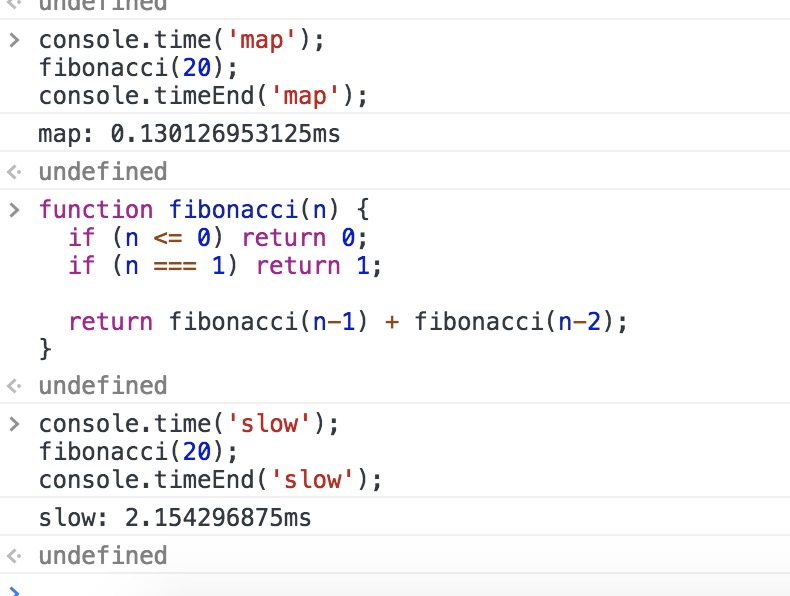 undefined
> console.time('map');
fibonacci(20);
console.timeEnd('map');
map: 0.130126953125ms
undefined
> function fibonacci(n) {
  if (n <= 0) return 0;
  if (n === 1) return 1;
  return fibonacci(n-1) + fibonacci(n-2);
}
undefined
> console.time('slow');
fibonacci(20);
console.timeEnd('slow');
slow: 2.154296875ms
undefined
>